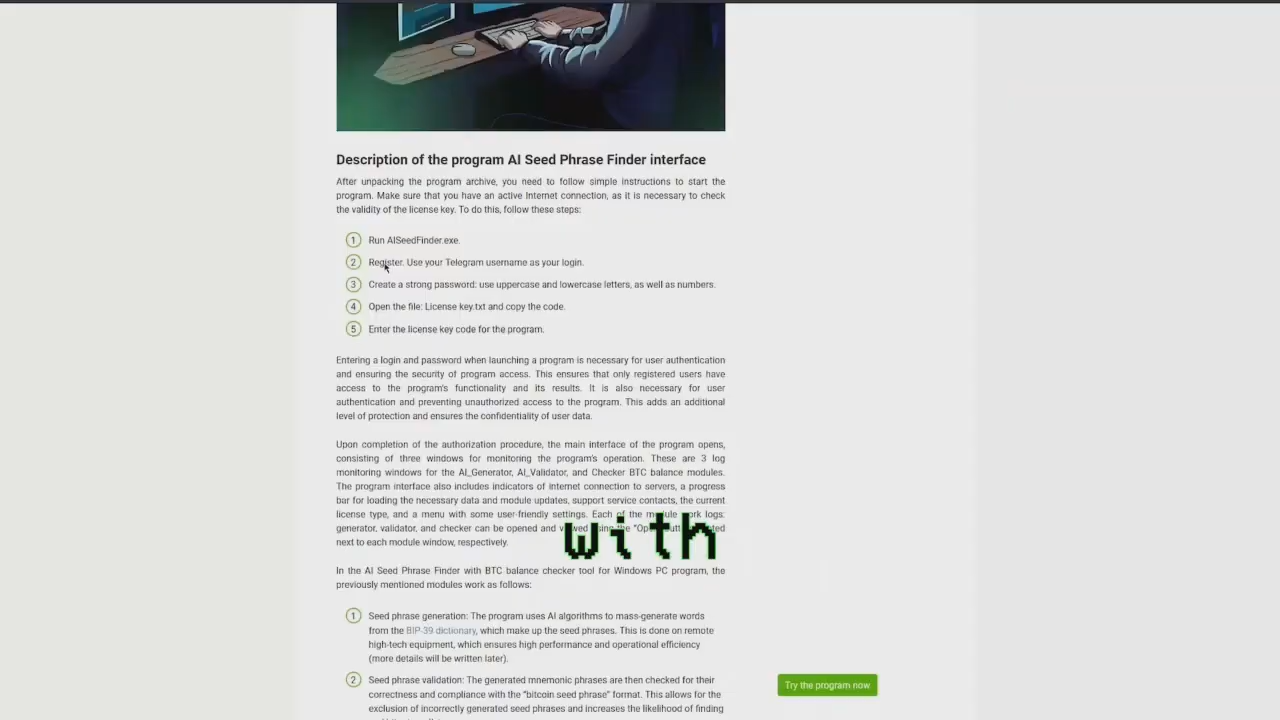 Description of the program AI Seed Phrase Finder interface
After unpacking the program archive, you need to follow simple instructions to start the
program. Make sure that you have an active Internet connection, as it is necessary to check
the validity of the license key. To do this, follow these steps:
1 Run AISeedFinder.exe.
2 Register. Use your Telegram username as your login.
3 Create a strong password: use uppercase and lowercase letters, as well as numbers.
4 Open the file: License key.txt and copy the code.
5 Enter the license key code for the program.
Entering a login and password when launching a program is necessary for user authentication
and ensuring the security of program access. This ensures that only registered users have
access to the program's functionality and its results. It is also necessary for user
authentication and preventing unauthorized access to the program. This adds an additional
level of protection and ensures the confidentiality of user data.
Upon completion of the authorization procedure, the main interface of the program opens,
consisting of three windows for monitoring the program's operation. These are 3 log
monitoring windows for the AI_Generator, AI_Validator, and Checker BTC balance modules.
The program interface also includes indicators of internet connection to servers, a progress
bar for loading the necessary data and module updates, support service contacts, the current
license type, and a menu with some user-friendly settings. Each of the logs:
generator, validator, and checker can be opened and the
with
next to each module window, respectively.
In the AI Seed Phrase Finder with BTC balance checker tool for Windows PC program, the
previously mentioned modules work as follows:
1 Seed phrase generation: The program uses AI algorithms to mass-generate words
from the BIP-39 dictionary, which make up the seed phrases. This is done on remote
high-tech equipment, which ensures high performance and operational efficiency
(more details will be written later).
2 Seed phrase validation: The generated mnemonic phrases are then checked for their
correctness and compliance with the "bitcoin seed phrase" format. This allows for the
exclusion of incorrectly generated seed phrases and increases the likelihood of finding
Try the program now